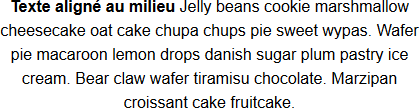 Texte aligné au milieu Jelly beans cookie marshmallow
cheesecake oat cake chupa chups pie sweet wypas. Wafer
pie macaroon lemon drops danish sugar plum pastry ice
cream. Bear claw wafer tiramisu chocolate. Marzipan
croissant cake fruitcake.